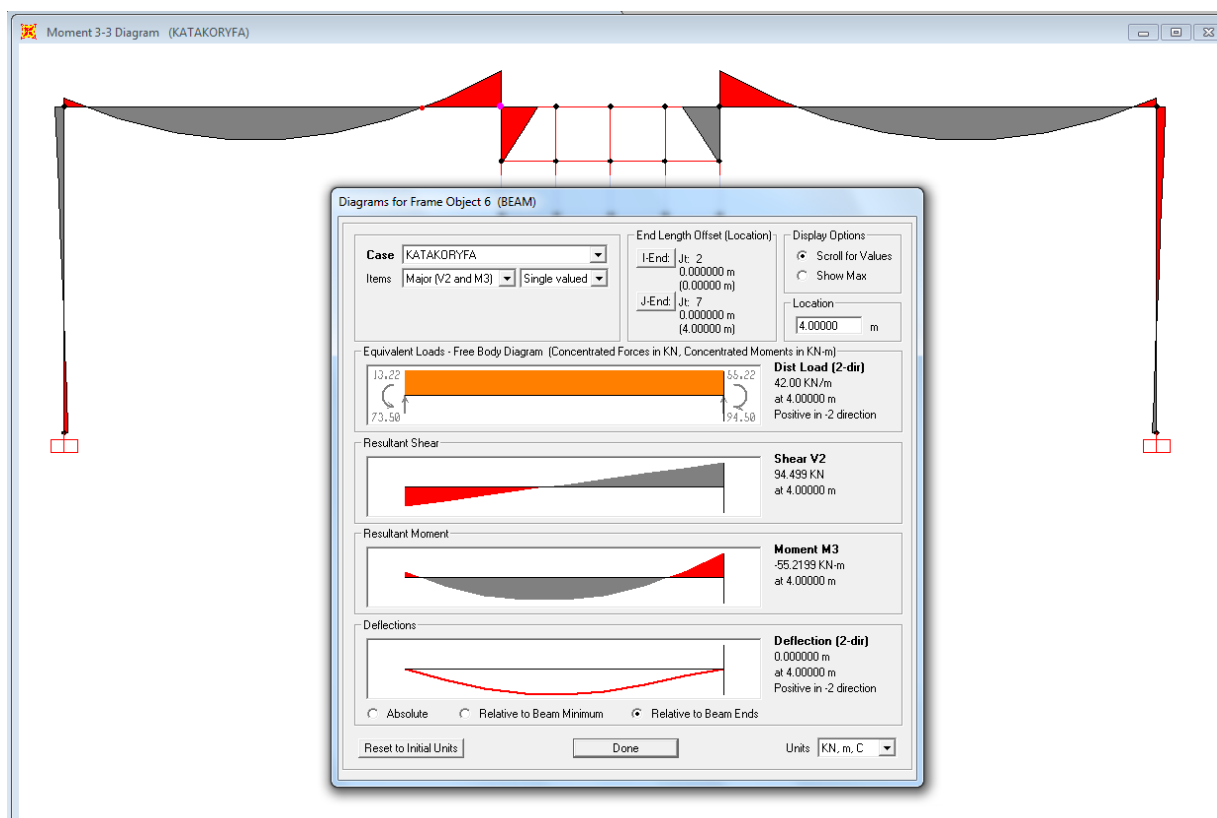 Moment 3-3 Diagram (KATAKORYFA)
Diagrams for Frame Object 6 (BEAM)
Case KATAKORYFA
Items Major (V2 and M3) Single valued
End Length Offset (Location)
I-End: Jt: 2
0.000000 m
(0.00000 m)
J-End: Jt: 7
0.000000 m
(4.00000 m)
Display Options
Scroll for Values
Show Max
Location
4.00000 m
Equivalent Loads - Free Body Diagram (Concentrated Forces in KN, Concentrated Moments in KN-m)
13.22 55.22
73.50 94.50
Dist Load (2-dir)
42.00 KN/m
at 4.00000 m
Positive in -2 direction
Resultant Shear
Shear V2
94.499 KN
at 4.00000 m
Resultant Moment
Moment M3
-55.2199 KN-m
at 4.00000 m
Deflections
Deflection (2-dir)
0.000000 m
at 4.00000 m
Positive in -2 direction
Absolute Relative to Beam Minimum Relative to Beam Ends
Reset to Initial Units Done Units KN, m, C